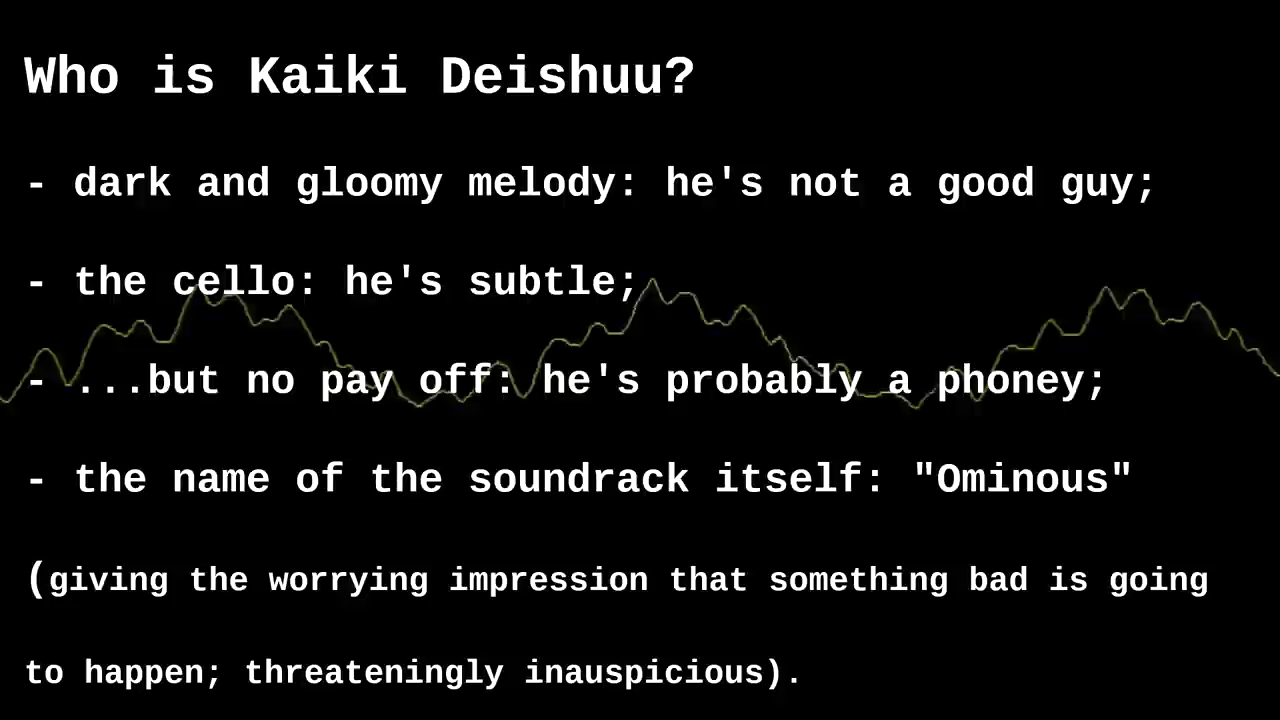 Who is Kaiki Deishuu?
- dark and gloomy melody: he's not a good guy;
- the cello: he's subtle;
- ...but no pay off: he's probably a phoney;
- the name of the soundrack itself: "Ominous"
(giving the worrying impression that something bad is going
to happen; threateningly inauspicious).